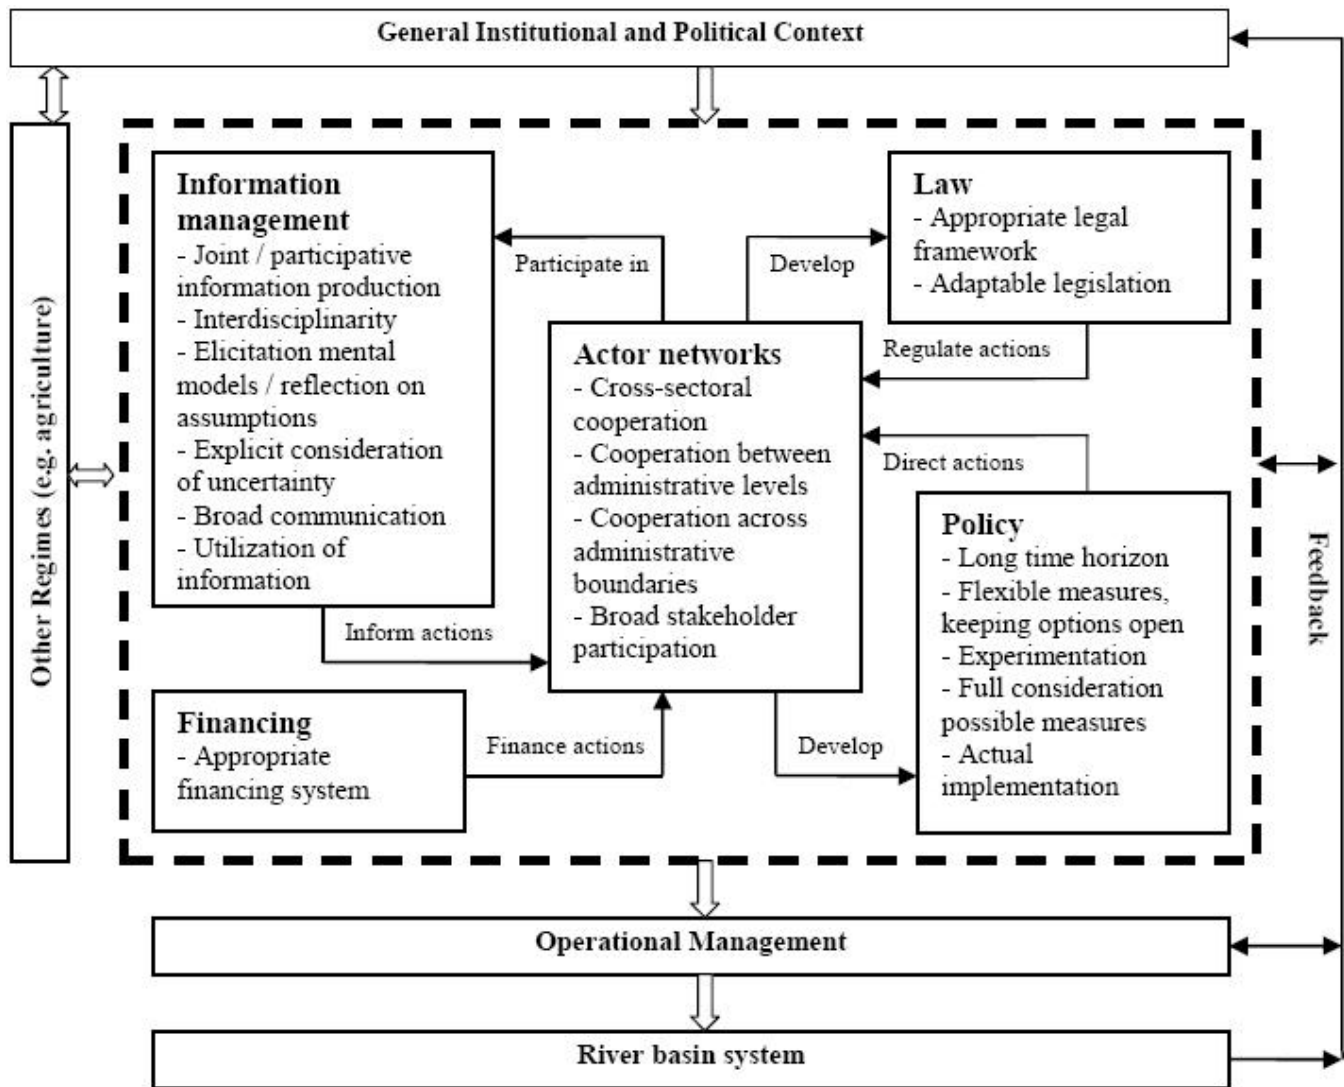 General Institutional and Political Context
Other Regimes (e.g. agriculture)
Information
management
- Joint / participative
information production
- Interdisciplinarity
- Elicitation mental
models / reflection on
assumptions
- Explicit consideration
of uncertainty
- Broad communication
- Utilization of
information
Participate in
Develop
Law
- Appropriate legal
framework
- Adaptable legislation
Actor networks
- Cross-sectoral
cooperation
- Cooperation between
administrative levels
- Cooperation across
administrative
boundaries
- Broad stakeholder
participation
Regulate actions
Direct actions
Policy
- Long time horizon
- Flexible measures,
keeping options open
- Experimentation
- Full consideration
possible measures
- Actual
implementation
Inform actions
Financing
- Appropriate
financing system
Finance actions
Develop
Feedback
Operational Management
River basin system